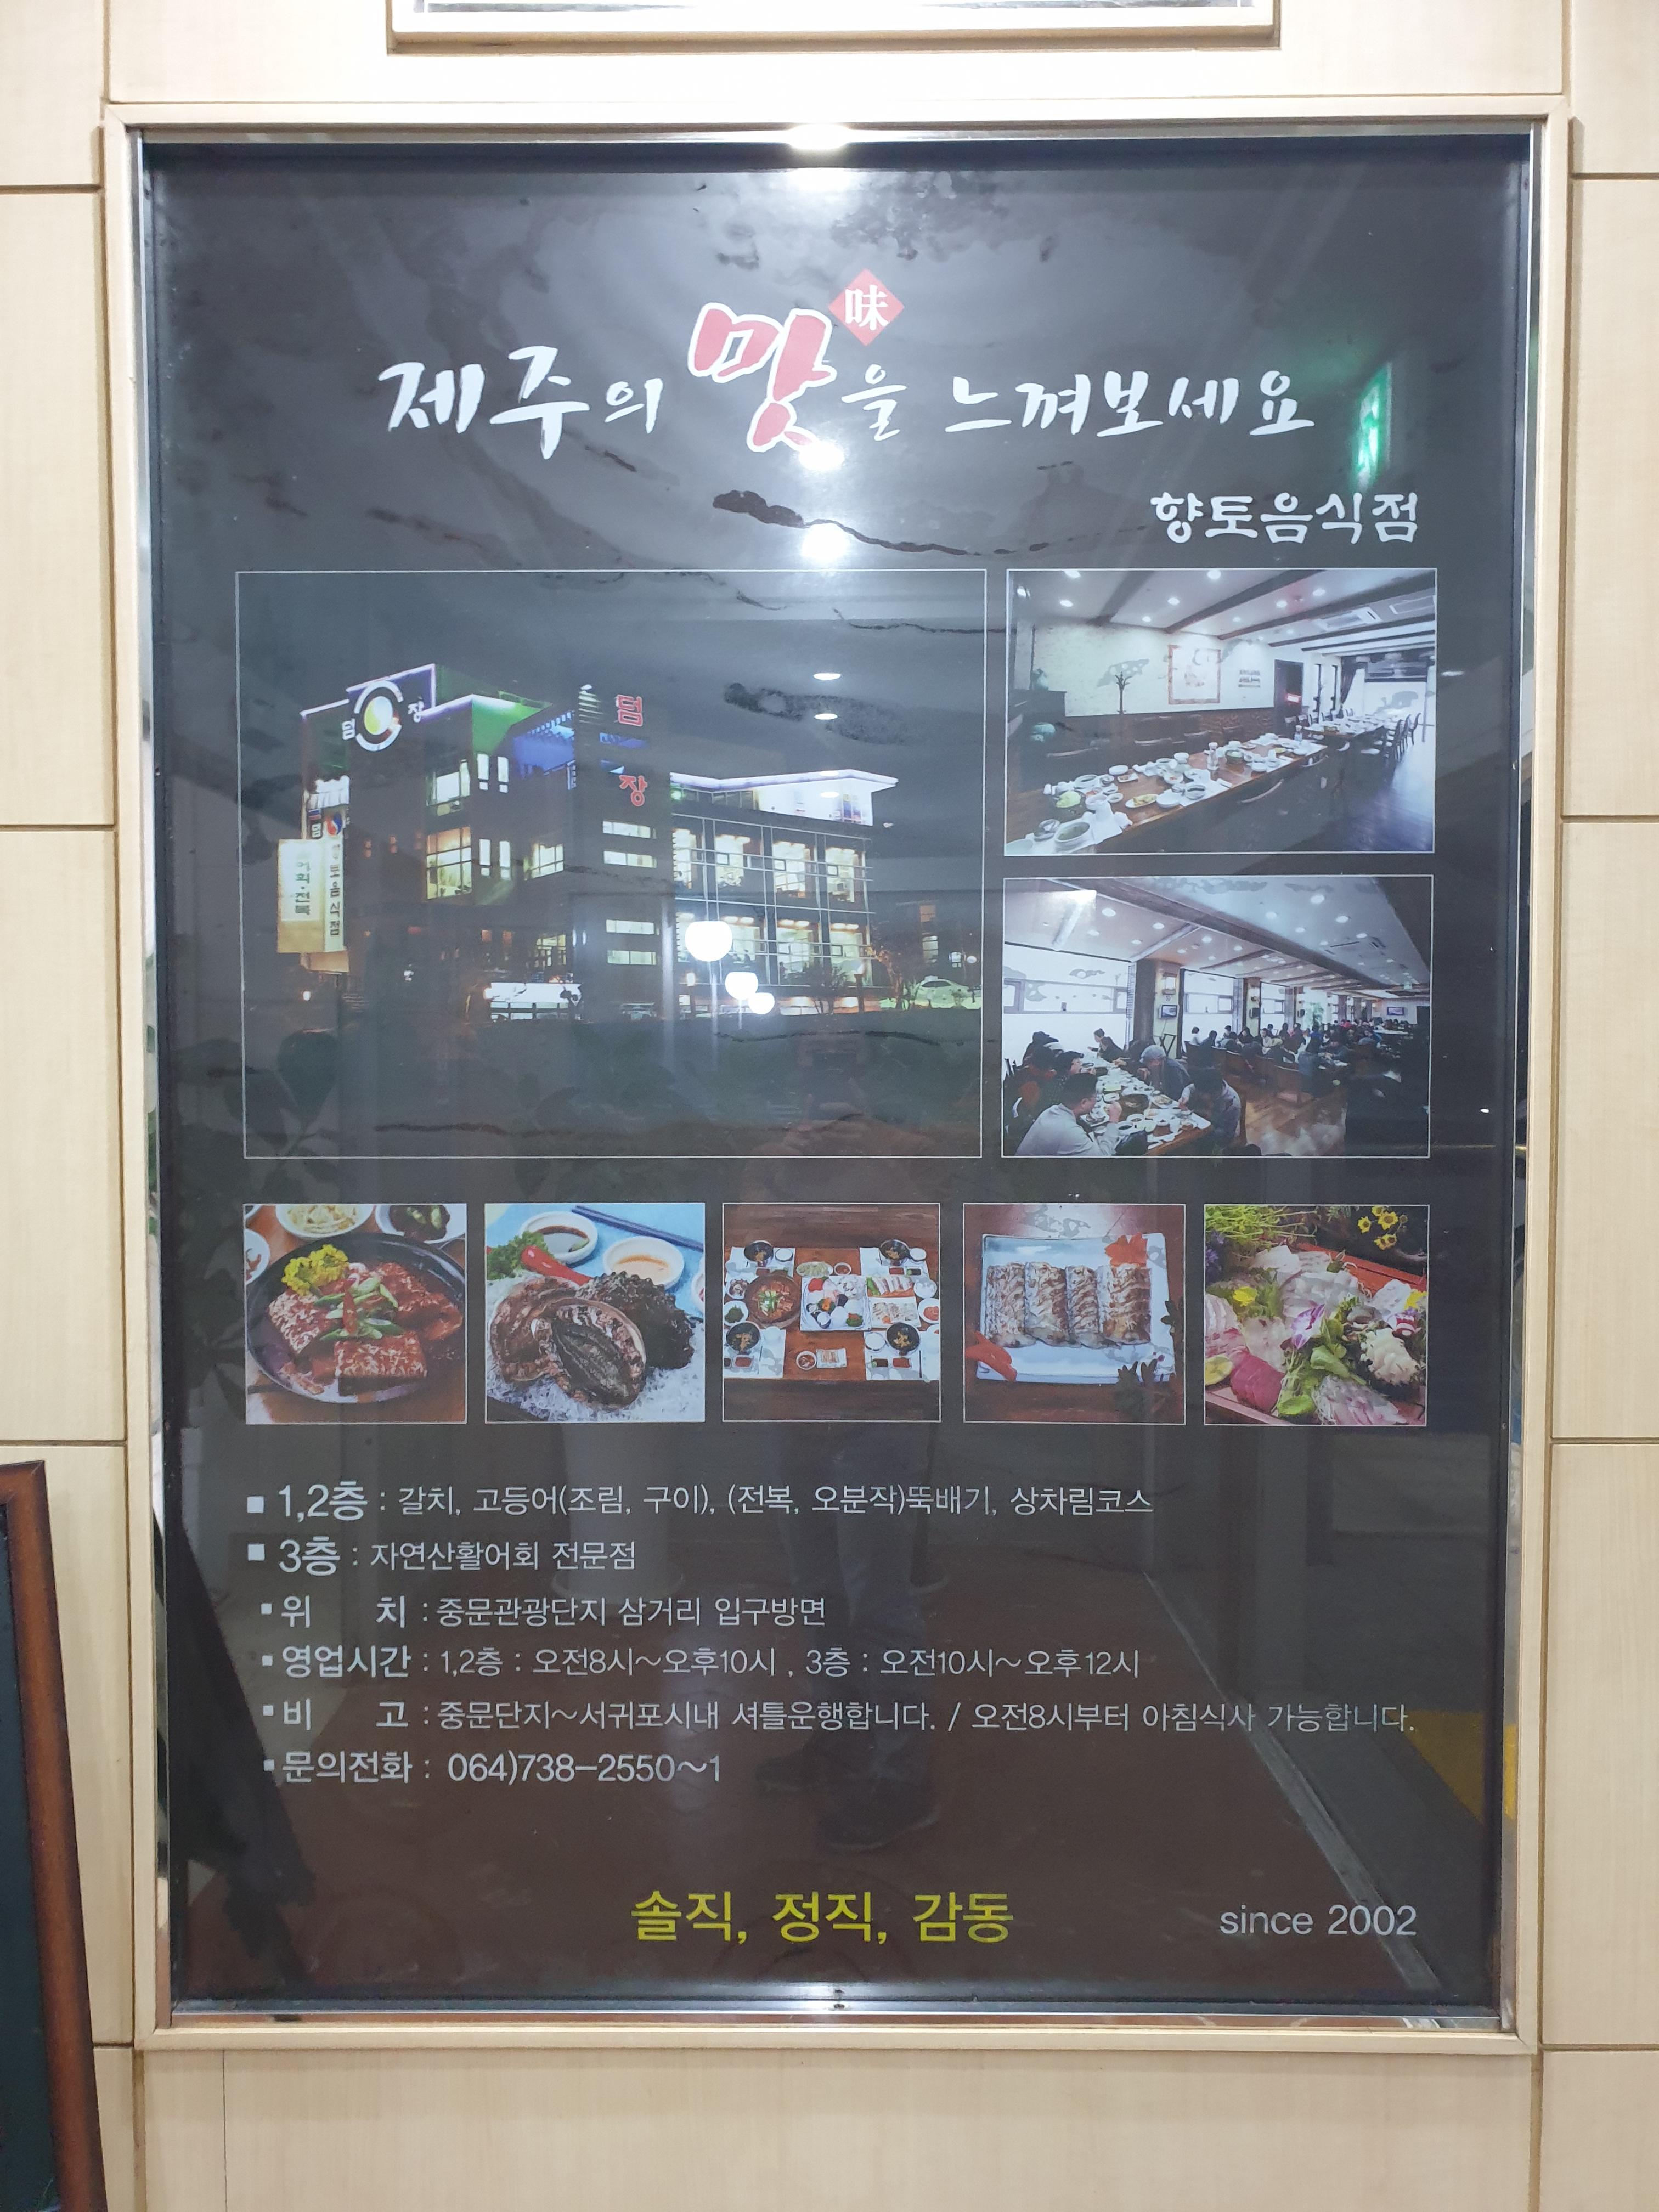 味
제주의 맛을 느껴보세요
향토음식점
덤 장
덤
장
향토음식점
1,2층 : 갈치, 고등어(조림, 구이), (전복, 오분작)뚝배기, 상차림코스
3층 : 자연산활어회 전문점
위 치 : 중문관광단지 삼거리 입구방면
영업시간 : 1,2층 : 오전8시~오후10시 , 3층 : 오전10시~오후12시
비 고 : 중문단지~서귀포시내 셔틀운행합니다. / 오전8시부터 아침식사 가능합니다.
문의전화 : 064)738-2550~1
솔직, 정직, 감동
since 2002